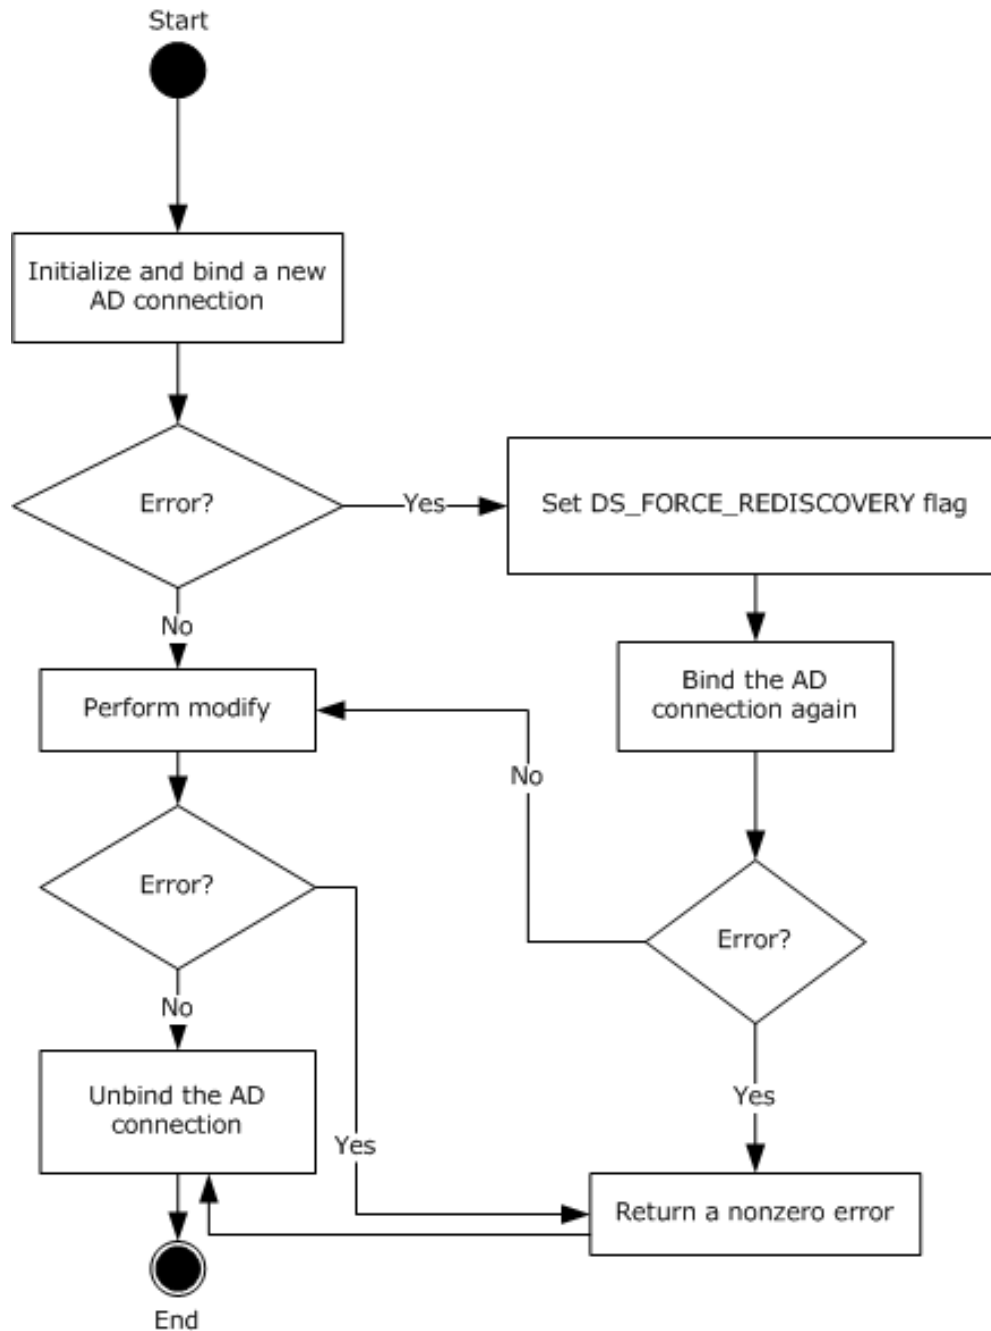 Start
Initialize and bind a new
AD connection
Error?
Yes
Set DS_FORCE_REDISCOVERY flag
No
Perform modify
Bind the AD
connection again
No
Error?
Error?
No
Yes
Unbind the AD
connection
Yes
Return a nonzero error
End